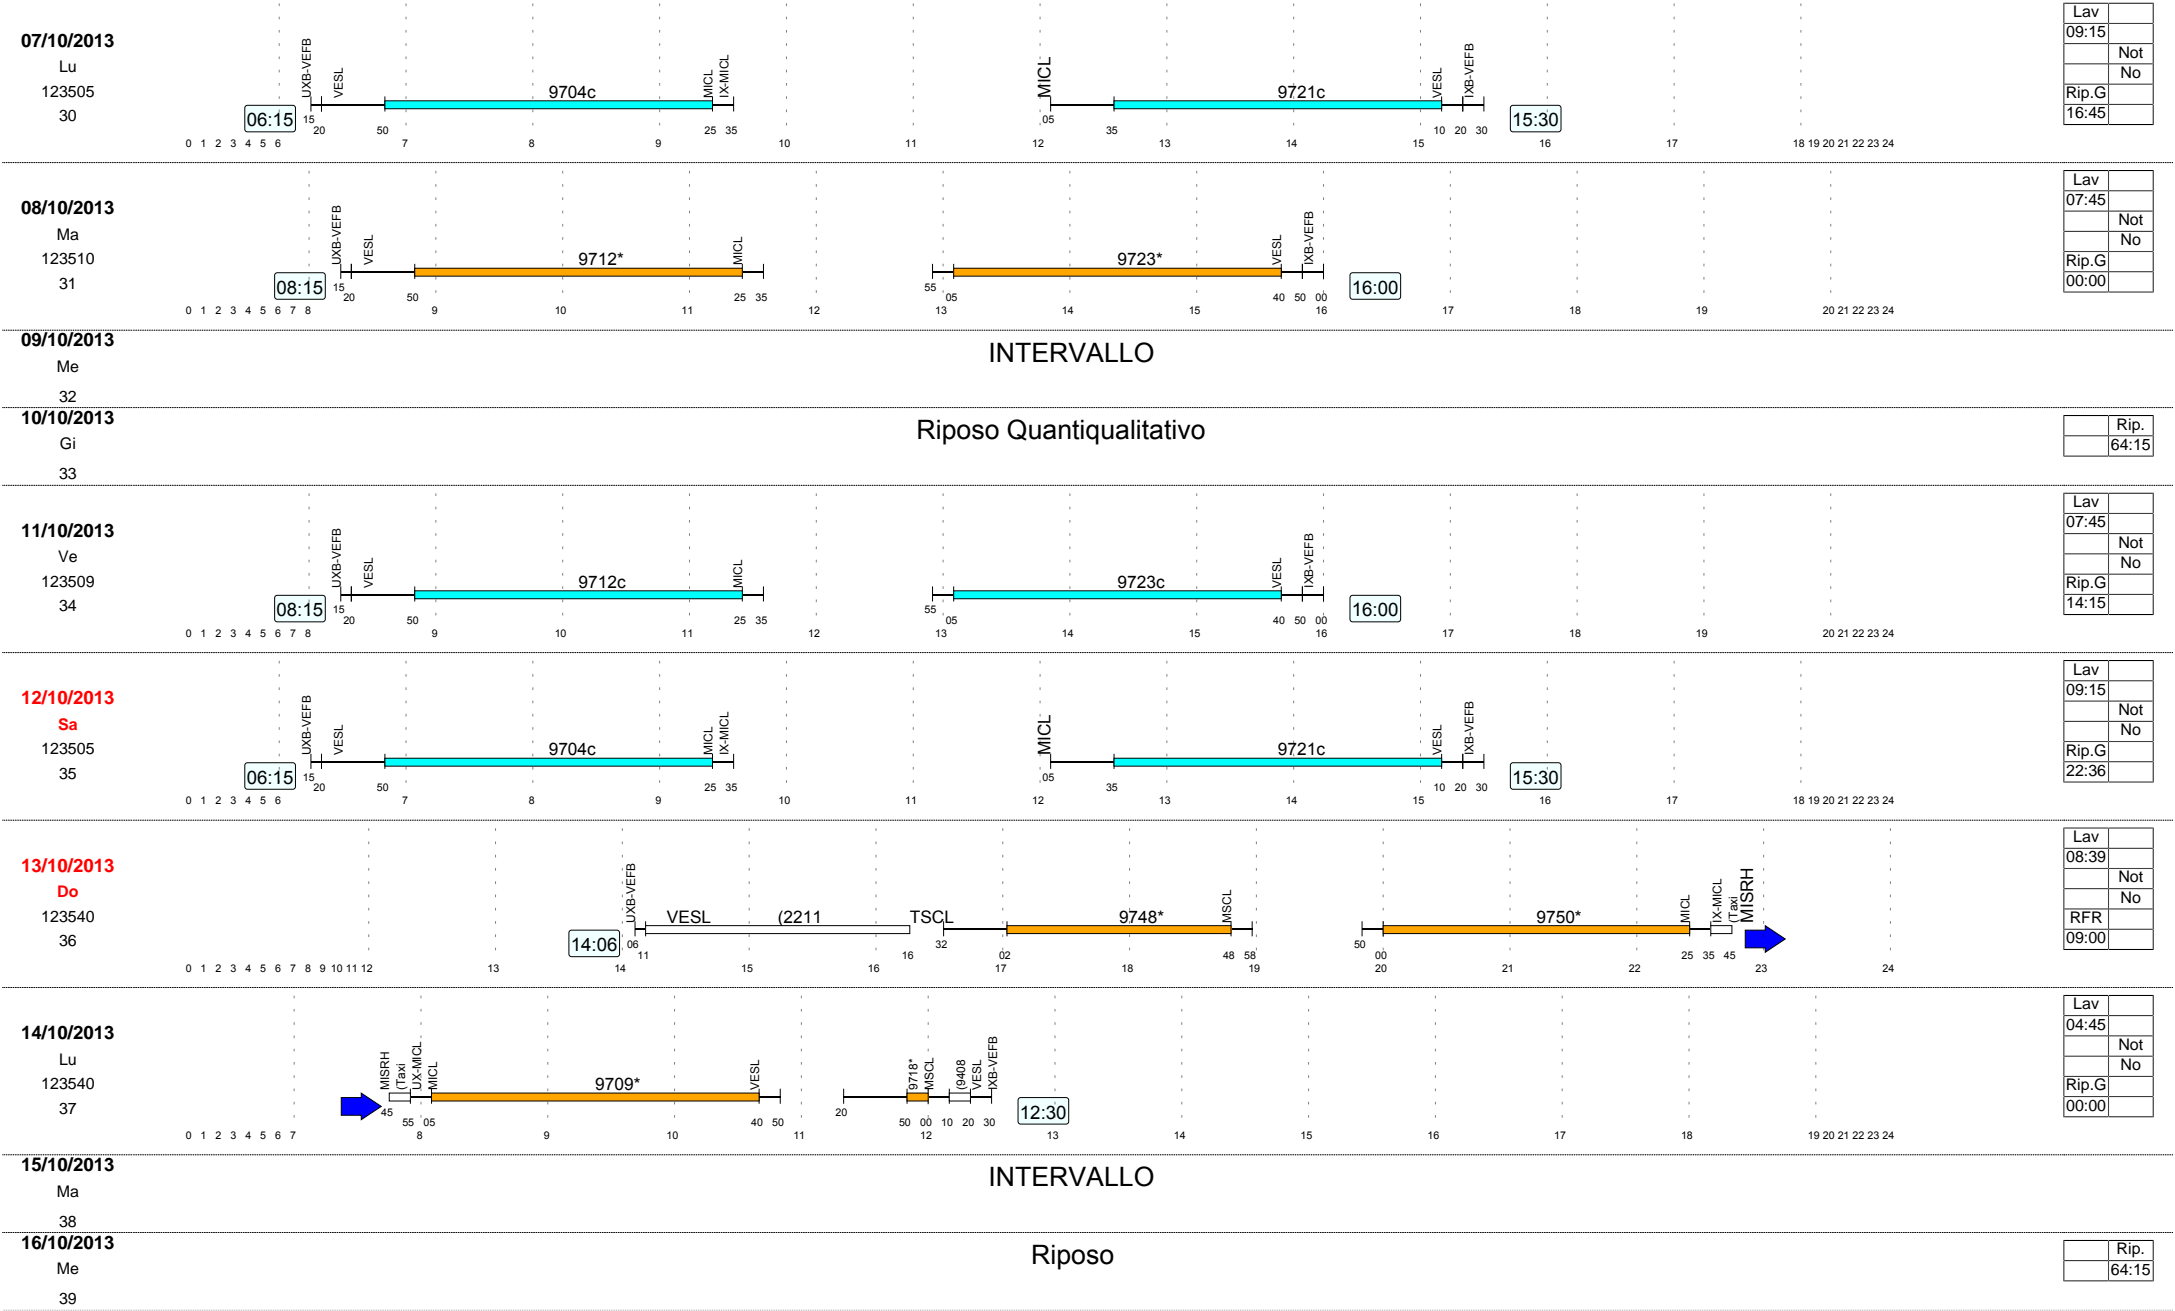 07/10/2013
Lu
123505
30
06:15
UXB-VEFB VESL 9704c MICL IX-MICL MICL 9721c VESL IXB-VEFB
15 20 50 25 35 05 35 10 20 30
15:30
0 1 2 3 4 5 6 7 8 9 10 11 12 13 14 15 16 17 18 19 20 21 22 23 24
Lav
09:15
Not
No
Rip.G
16:45
08/10/2013
Ma
123510
31
08:15
UXB-VEFB VESL 9712* MICL 9723* VESL IXB-VEFB
15 20 50 25 35 55 05 40 50 00
16:00
0 1 2 3 4 5 6 7 8 9 10 11 12 13 14 15 16 17 18 19 20 21 22 23 24
Lav
07:45
Not
No
Rip.G
00:00
09/10/2013
Me
32
INTERVALLO
10/10/2013
Gi
33
Riposo Quantiqualitativo
Rip.
64:15
11/10/2013
Ve
123509
34
08:15
UXB-VEFB VESL 9712c MICL 9723c VESL IXB-VEFB
15 20 50 25 35 55 05 40 50 00
16:00
0 1 2 3 4 5 6 7 8 9 10 11 12 13 14 15 16 17 18 19 20 21 22 23 24
Lav
07:45
Not
No
Rip.G
14:15
12/10/2013
Sa
123505
35
06:15
UXB-VEFB VESL 9704c MICL IX-MICL MICL 9721c VESL IXB-VEFB
15 20 50 25 35 05 35 10 20 30
15:30
0 1 2 3 4 5 6 7 8 9 10 11 12 13 14 15 16 17 18 19 20 21 22 23 24
Lav
09:15
Not
No
Rip.G
22:36
13/10/2013
Do
123540
36
14:06
UXB-VEFB VESL (2211 TSCL 9748* MSCL 9750* MICL IX-MICL (Taxi MISRH
06 11 16 32 02 48 58 50 00 25 35 45
0 1 2 3 4 5 6 7 8 9 10 11 12 13 14 15 16 17 18 19 20 21 22 23 24
Lav
08:39
Not
No
RFR
09:00
14/10/2013
Lu
123540
37
MISRH (Taxi UX-MICL MICL 9709* VESL 9718* MSCL (9408 VESL IXB-VEFB
45 55 05 40 50 20 50 00 10 20 30
12:30
0 1 2 3 4 5 6 7 8 9 10 11 12 13 14 15 16 17 18 19 20 21 22 23 24
Lav
04:45
Not
No
Rip.G
00:00
15/10/2013
Ma
38
INTERVALLO
16/10/2013
Me
39
Riposo
Rip.
64:15